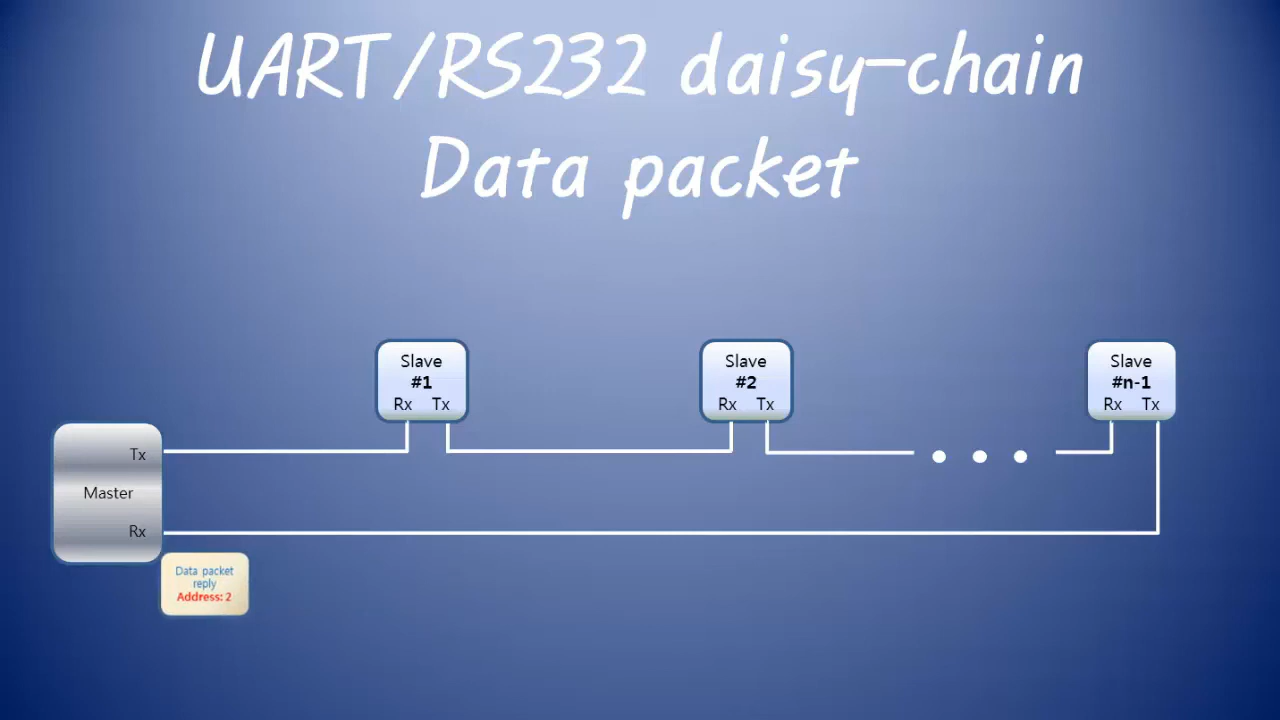 UART/RS232 daisy-chain
Data packet
Slave
#1
Rx Tx
Slave
#2
Rx Tx
Slave
#n-1
Rx Tx
Tx
Master
Rx
Data packet
reply
Address: 2